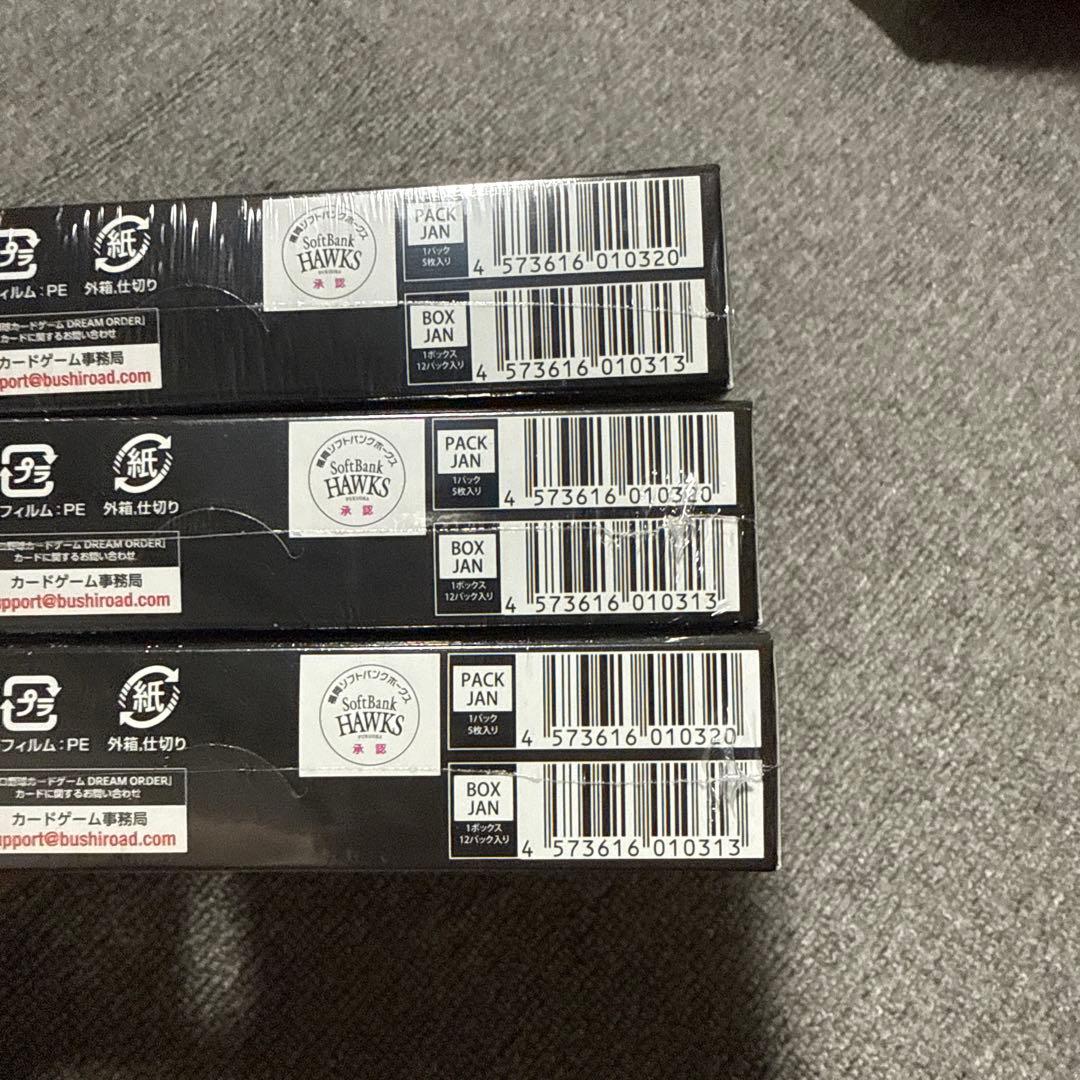 プラ
ィルム：PE
紙
外箱,仕切り
球カードゲーム DREAM ORDER」
カードに関するお問い合わせ
カードゲーム事務局
port@bushiroad.com
福岡ソフトバンクホークス
SoftBank
HAWKS
FUKUOKA
承認
PACK
JAN
1パック
5枚入り
4 573616 010320
BOX
JAN
1ボックス
12パック入り
4 573616 010313
プラ
フィルム：PE
紙
外箱,仕切り
ロ野球カードゲーム DREAM ORDER」
カードに関するお問い合わせ
カードゲーム事務局
pport@bushiroad.com
福岡ソフトバンクホークス
SoftBank
HAWKS
FUKUOKA
承認
PACK
JAN
1パック
5枚入り
4 573616 010320
BOX
JAN
1ボックス
12パック入り
4 573616 010313
プラ
フィルム：PE
紙
外箱,仕切り
ロ野球カードゲーム DREAM ORDER」
カードに関するお問い合わせ
カードゲーム事務局
pport@bushiroad.com
福岡ソフトバンクホークス
SoftBank
HAWKS
FUKUOKA
承認
PACK
JAN
1パック
5枚入り
4 573616 010320
BOX
JAN
1ボックス
12パック入り
4 573616 010313